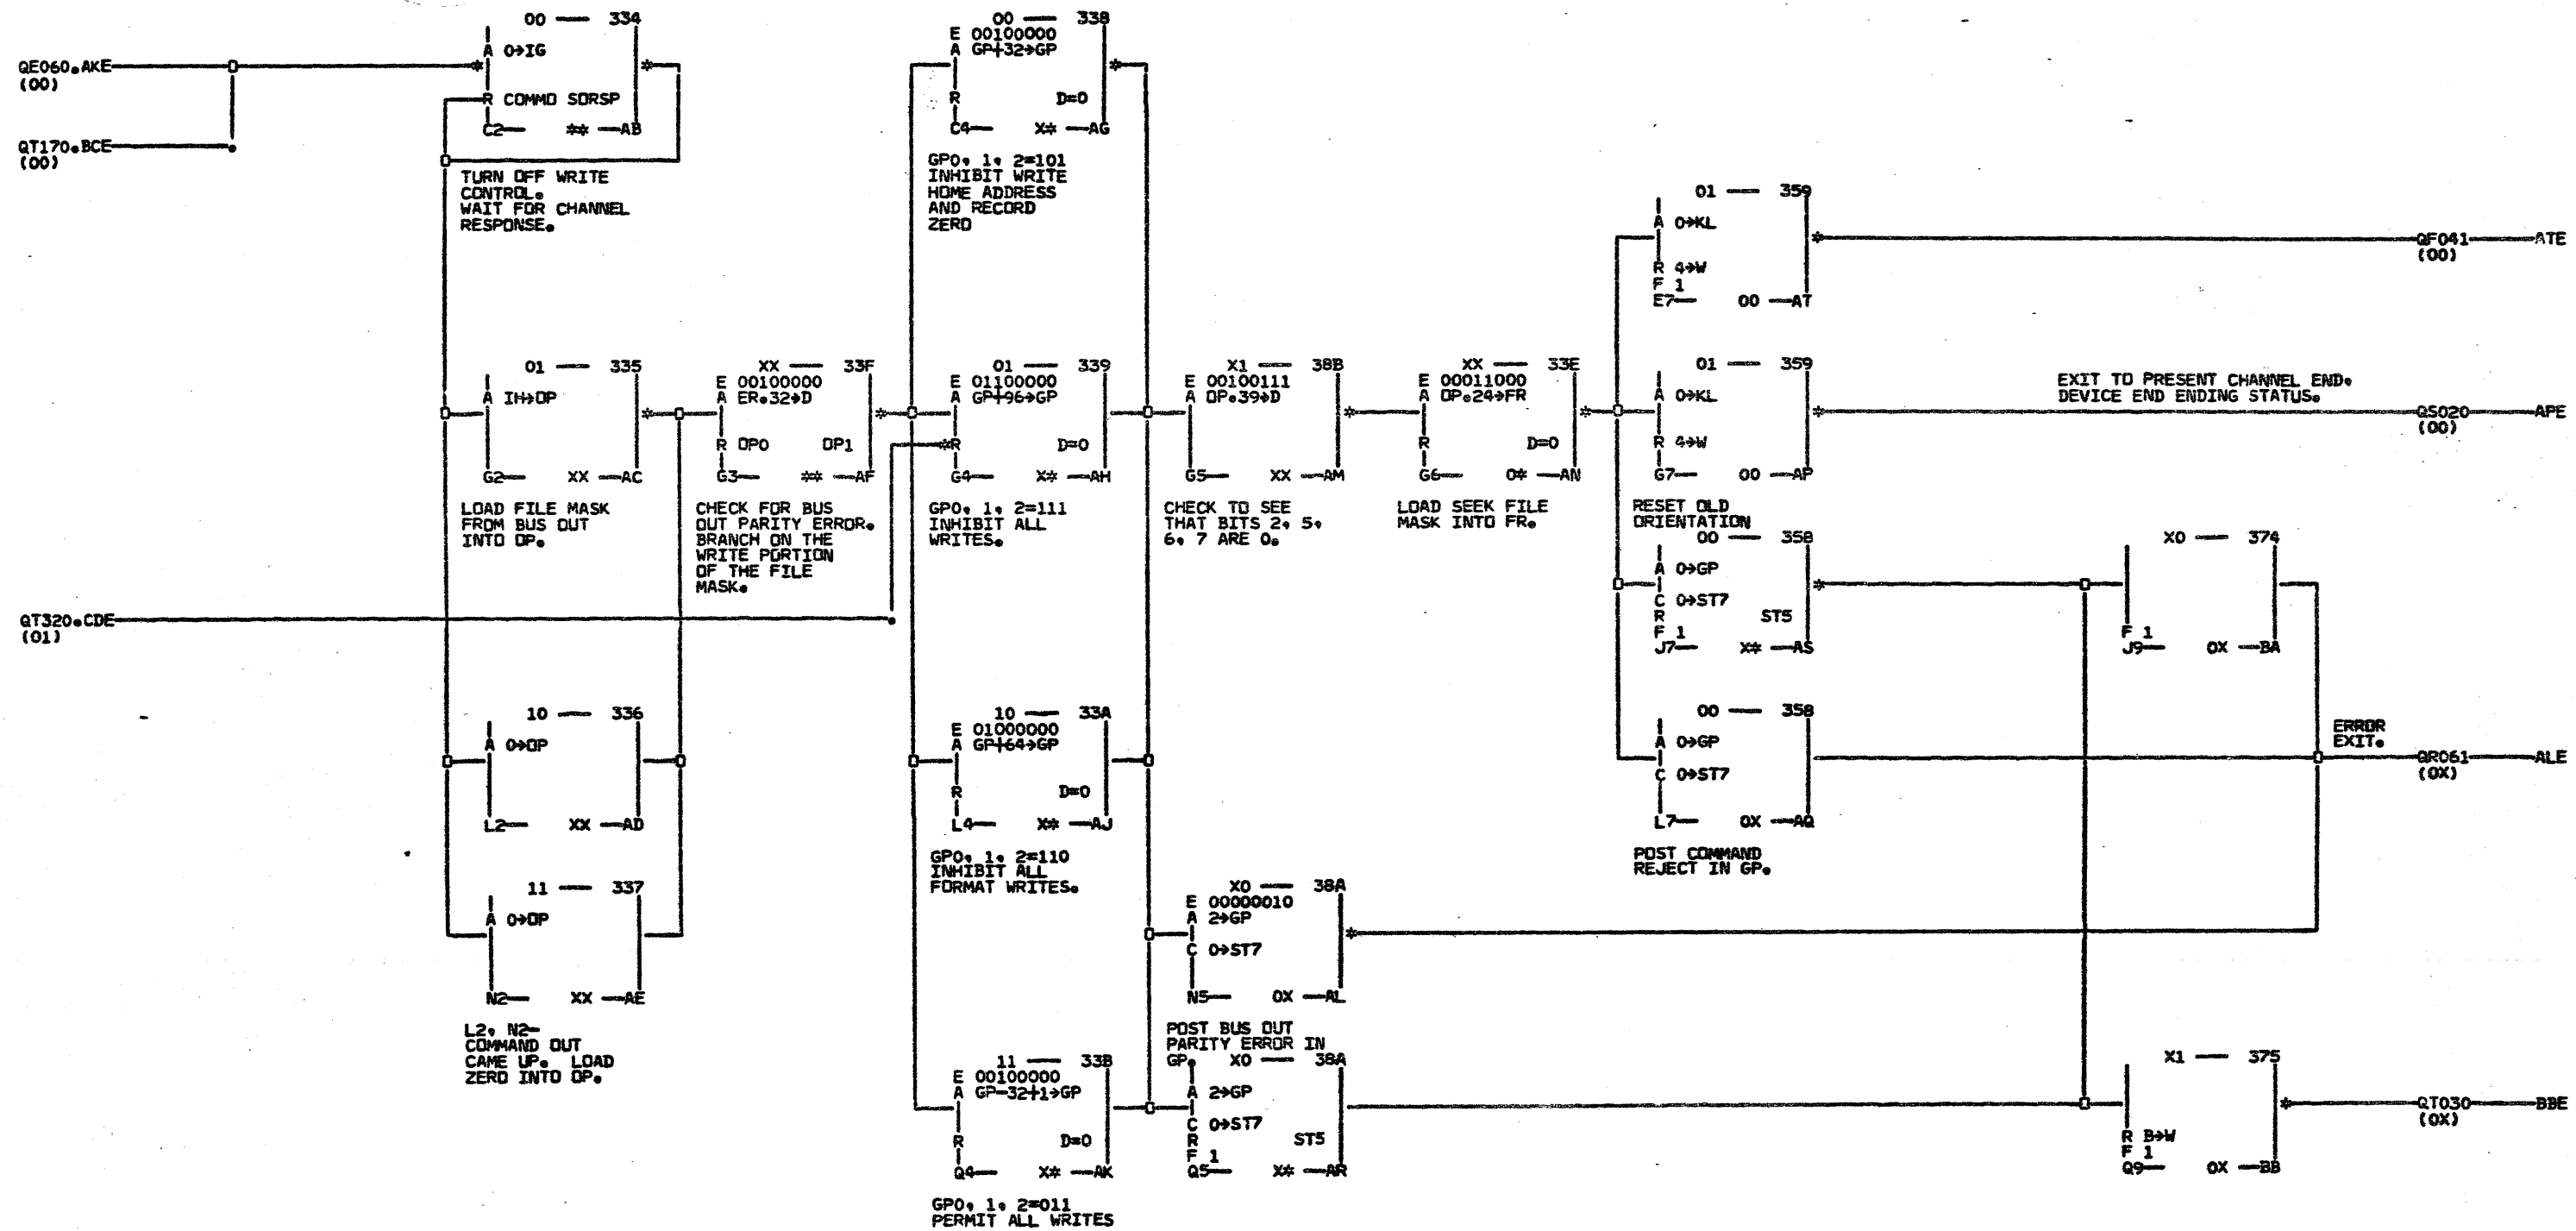 QE060.AKE
(00)
QT170.BCE
(00)
QT320.CDE
(01)
00 — 334
A 0→IG
R COMMO SORSP
C2— ** —AB
TURN OFF WRITE
CONTROL.
WAIT FOR CHANNEL
RESPONSE.
01 — 335
A IH→OP
G2— XX —AC
LOAD FILE MASK
FROM BUS OUT
INTO OP.
10 — 336
A 0→OP
L2— XX —AD
11 — 337
A 0→OP
N2— XX —AE
L2, N2—
COMMAND OUT
CAME UP. LOAD
ZERO INTO OP.
XX — 33F
E 00100000
A ER.32→D
R OP0 OP1
G3— ** —AF
CHECK FOR BUS
OUT PARITY ERROR.
BRANCH ON THE
WRITE PORTION
OF THE FILE
MASK.
00 — 338
E 00100000
A GP+32→GP
R D=0
C4— X* —AG
GP0, 1, 2=101
INHIBIT WRITE
HOME ADDRESS
AND RECORD
ZERO
01 — 339
E 01100000
A GP+96→GP
R D=0
G4— X* —AH
GP0, 1, 2=111
INHIBIT ALL
WRITES.
10 — 33A
E 01000000
A GP+64→GP
R D=0
L4— X* —AJ
GP0, 1, 2=110
INHIBIT ALL
FORMAT WRITES.
11 — 33B
E 00100000
A GP-32+1→GP
R D=0
Q4— X* —AK
GP0, 1, 2=011
PERMIT ALL WRITES
X1 — 38B
E 00100111
A OP.39→D
G5— XX —AM
CHECK TO SEE
THAT BITS 2, 5,
6, 7 ARE 0.
X0 — 38A
E 00000010
A 2→GP
C 0→ST7
N5— 0X —AL
POST BUS OUT
PARITY ERROR IN
GP. X0 — 38A
A 2→GP
C 0→ST7
R ST5
F 1
Q5— X* —AR
XX — 33E
E 00011000
A OP.24→FR
R D=0
G6— 0* —AN
LOAD SEEK FILE
MASK INTO FR.
01 — 359
A 0→KL
R 4→W
F 1
E7— 00 —AT
01 — 359
A 0→KL
R 4→W
G7— 00 —AP
RESET OLD
ORIENTATION
00 — 358
A 0→GP
C 0→ST7
R ST5
F 1
J7— X* —AS
00 — 358
A 0→GP
C 0→ST7
L7— 0X —AQ
POST COMMAND
REJECT IN GP.
X0 — 374
F 1
J9— 0X —BA
X1 — 375
R B→W
F 1
Q9— 0X —BB
QF041—ATE
(00)
EXIT TO PRESENT CHANNEL END.
DEVICE END ENDING STATUS.
QS020—APE
(00)
ERROR
EXIT.
QR061—ALE
(0X)
QT030—BBE
(0X)